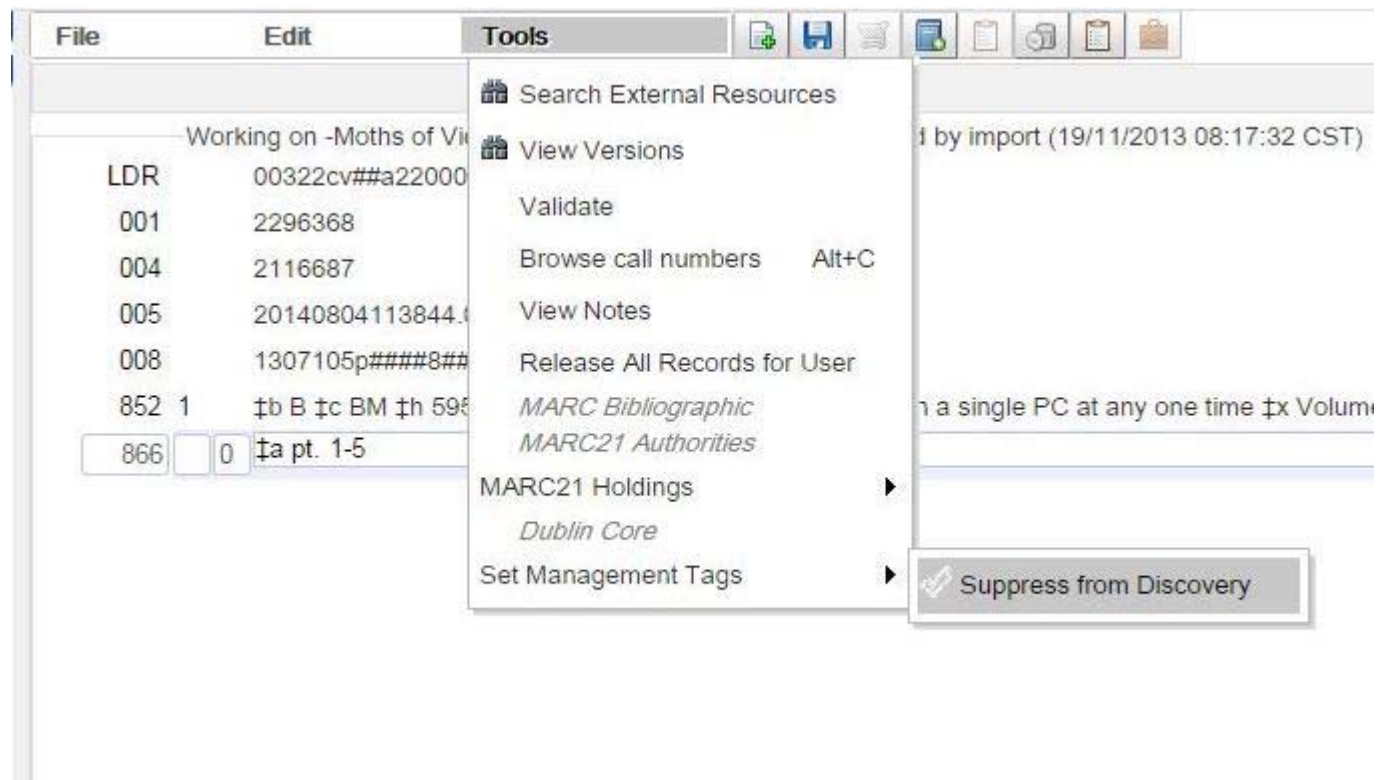 File Edit Tools
Search External Resources
Working on -Moths of d by import (19/11/2013 08:17:32 CST)
View Versions
LDR 00322cv##a22000
Validate
001 2296368
Browse call numbers Alt+C
004 2116687
View Notes
005 20140804113844.
Release All Records for User
008 1307105p####8##
852 1 ‡b B ‡c BM ‡h 595 a single PC at any one time ‡x Volume
MARC Bibliographic
MARC21 Authorities
866 0 ‡a pt. 1-5
MARC21 Holdings
Dublin Core
Set Management Tags
Suppress from Discovery